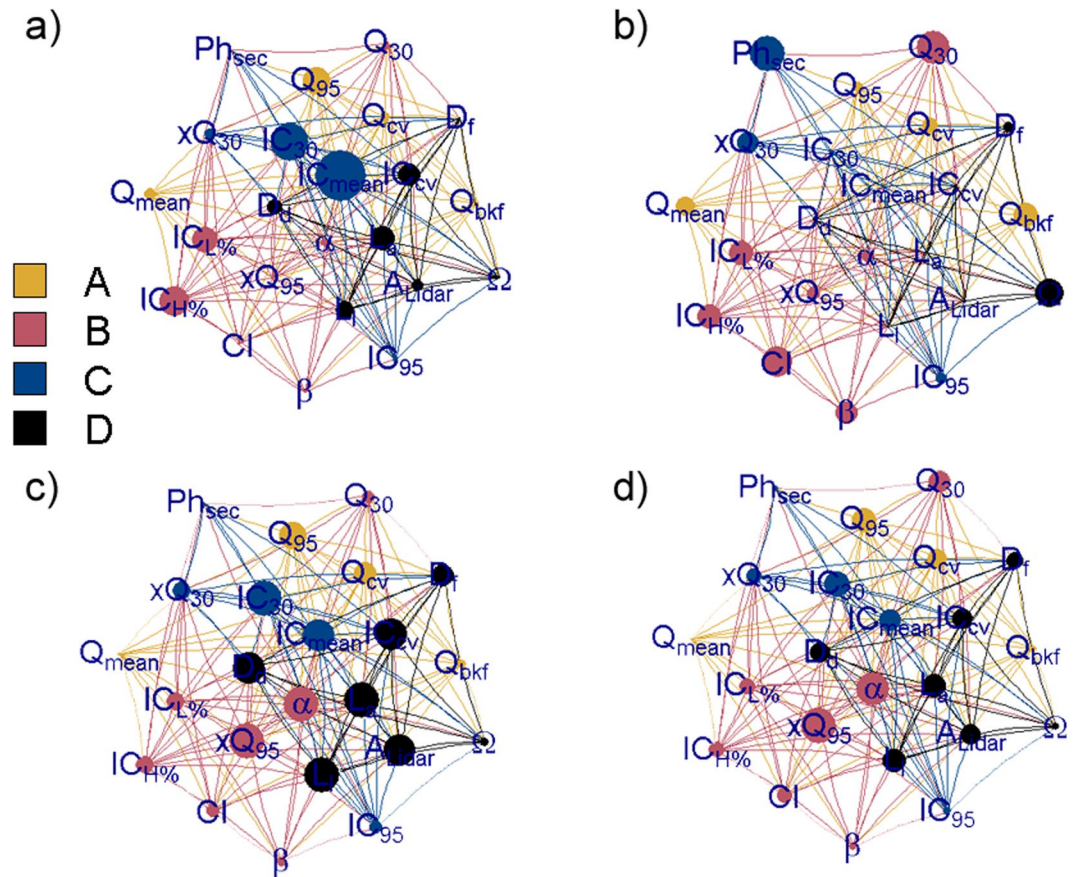 a)
Ph_sec
Q_30
Q_95
Q_cv
D_f
xQ_30
IC_30
IC_mean
IC_cv
Q_mean
D_d
Q_bkf
IC_L%
α
L_a
xQ_95
A_Lidar
Ω
IC_H%
L_l
CI
IC_95
β
b)
Ph_sec
Q_30
Q_95
Q_cv
D_f
xQ_30
IC_30
IC_mean
IC_cv
Q_mean
D_d
Q_bkf
IC_L%
α
L_a
xQ_95
A_Lidar
IC_H%
L_l
CI
IC_95
β
A
B
C
D
c)
Ph_sec
Q_30
Q_95
Q_cv
D_f
xQ_30
IC_30
IC_mean
IC_cv
Q_mean
D_d
Q_bkf
IC_L%
α
L_a
xQ_95
A_Lidar
Ω
IC_H%
CI
IC_95
β
d)
Ph_sec
Q_30
Q_95
Q_cv
D_f
xQ_30
IC_30
IC_mean
IC_cv
Q_mean
D_d
Q_bkf
IC_L%
α
L_a
xQ_95
A_Lidar
Ω
IC_H%
CI
IC_95
β